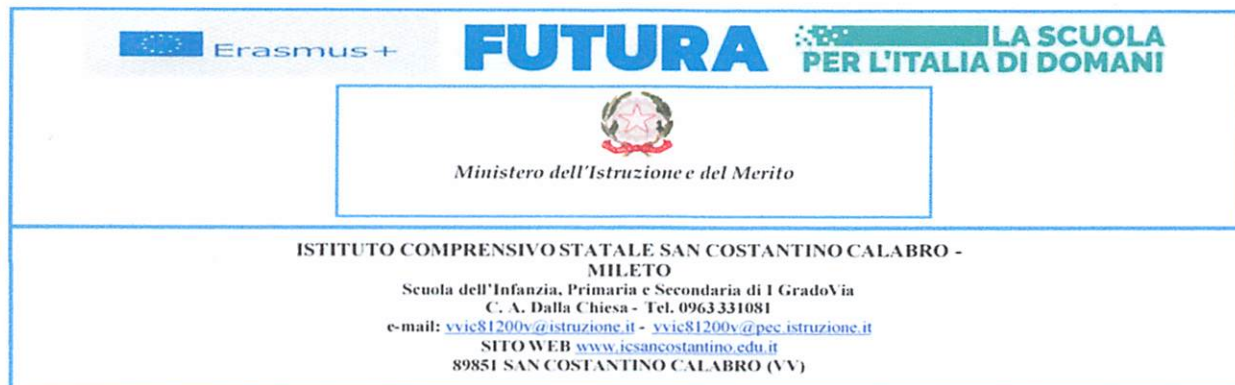 Erasmus+ FUTURA LA SCUOLA
PER L'ITALIA DI DOMANI
Ministero dell'Istruzione e del Merito
ISTITUTO COMPRENSIVO STATALE SAN COSTANTINO CALABRO -
MILETO
Scuola dell'Infanzia, Primaria e Secondaria di I GradoVia
C. A. Dalla Chiesa - Tel. 0963331081
e-mail: vvic81200v@istruzione.it - vvic81200v@pec.istruzione.it
SITO WEB www.icsancostantino.edu.it
89851 SAN COSTANTINO CALABRO (VV)